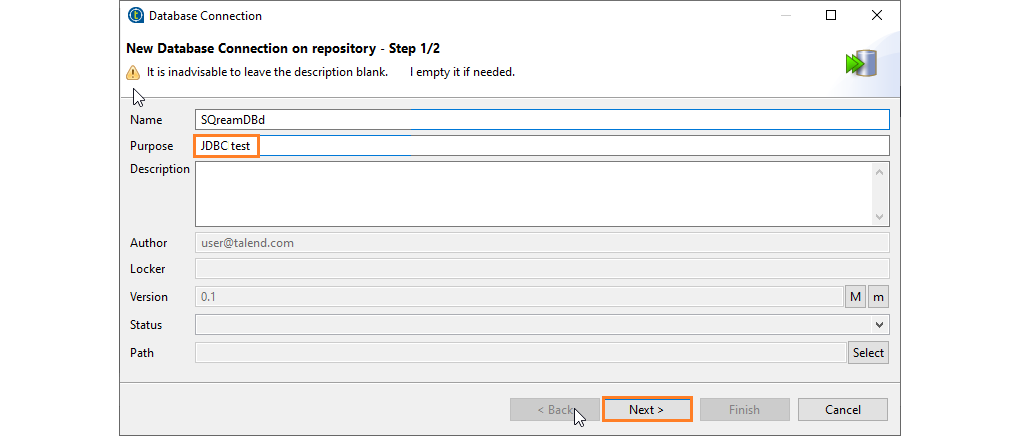 Database Connection
New Database Connection on repository - Step 1/2
It is inadvisable to leave the description blank. I empty it if needed.
Name SQreamDBd
Purpose JDBC test
Description
Author user@talend.com
Locker
Version 0.1 M m
Status
Path Select
< Back Next > Finish Cancel